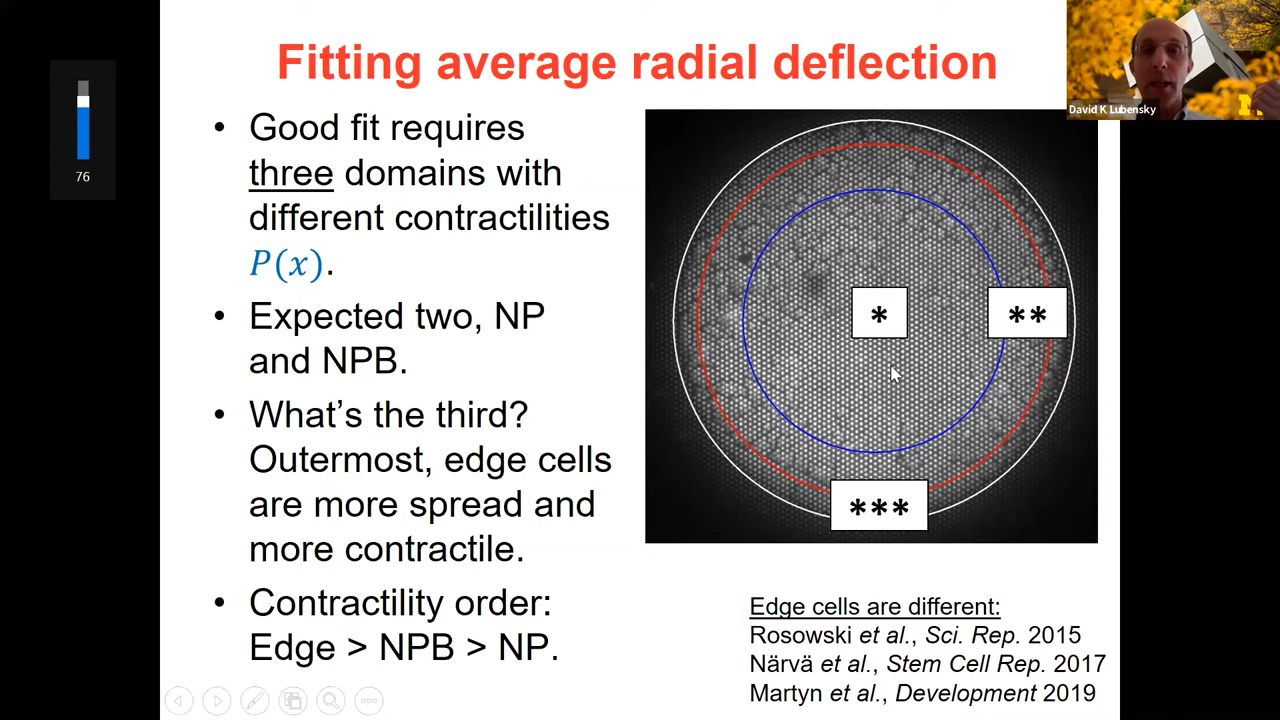 Fitting average radial deflection
David K Lubensky
76
• Good fit requires
three domains with
different contractilities
P(x).
• Expected two, NP
and NPB.
• What's the third?
Outermost, edge cells
are more spread and
more contractile.
• Contractility order:
Edge > NPB > NP.
*
**
***
Edge cells are different:
Rosowski et al., Sci. Rep. 2015
Närvä et al., Stem Cell Rep. 2017
Martyn et al., Development 2019